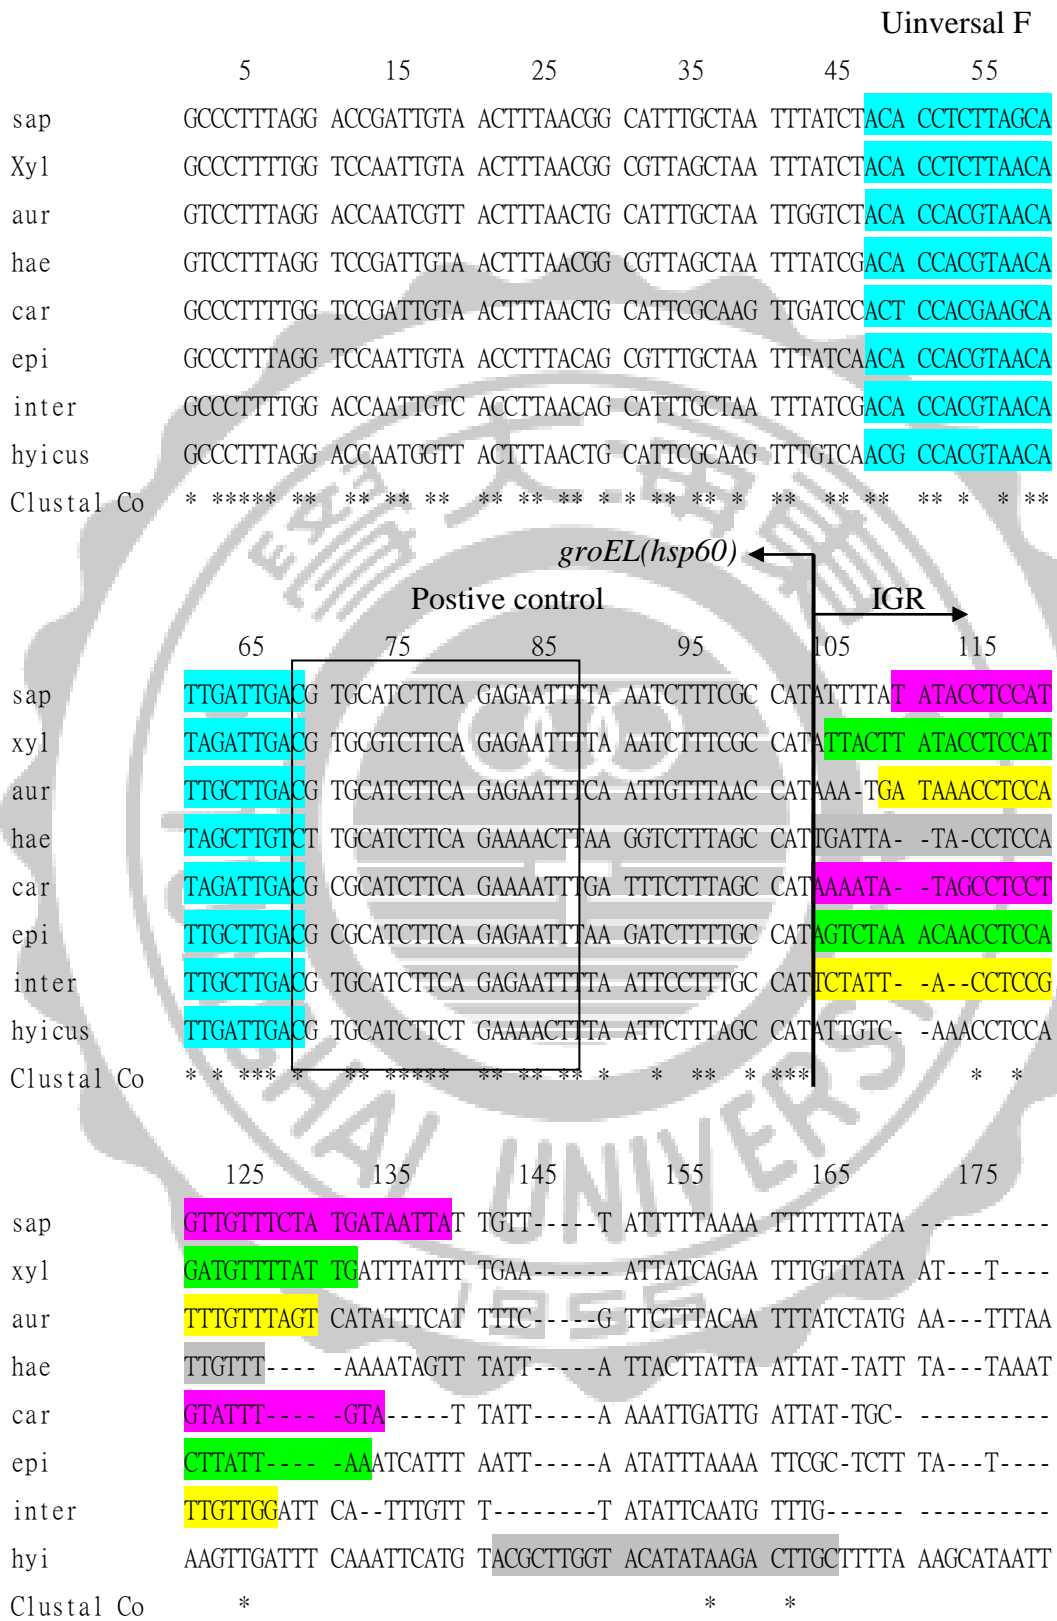 Uinversal F
5 15 25 35 45 55
sap GCCCTTTAGG ACCGATTGTA ACTTTAACGG CATTTGCTAA TTTATCTACA CCTCTTAGCA
Xyl GCCCTTTTGG TCCAATTGTA ACTTTAACGG CGTTAGCTAA TTTATCTACA CCTCTTAACA
aur GTCCTTTAGG ACCAATCGTT ACTTTAACTG CATTTGCTAA TTGGTCTACA CCACGTAACA
hae GTCCTTTAGG TCCGATTGTA ACTTTAACGG CGTTAGCTAA TTTATCGACA CCACGTAACA
car GCCCTTTTGG TCCGATTGTA ACTTTAACTG CATTCGCAAG TTGATCCACT CCACGAAGCA
epi GCCCTTTAGG TCCAATTGTA ACCTTTACAG CGTTTGCTAA TTTATCAACA CCACGTAACA
inter GCCCTTTTGG ACCAATTGTC ACCTTAACAG CATTTGCTAA TTTATCGACA CCACGTAACA
hyicus GCCCTTTAGG ACCAATGGTT ACTTTAACTG CATTCGCAAG TTTGTCAACG CCACGTAACA
Clustal Co * ***** ** ** ** ** ** ** ** * * ** ** * ** ** ** ** * * **
groEL(hsp60)
Postive control IGR
65 75 85 95 105 115
sap TTGATTGACG TGCATCTTCA GAGAATTTTA AATCTTTCGC CATATTTTAT ATACCTCCAT
xyl TAGATTGACG TGCGTCTTCA GAGAATTTTA AATCTTTCGC CATATTACTT ATACCTCCAT
aur TTGCTTGACG TGCATCTTCA GAGAATTTCA ATTGTTTAAC CATAAA-TGA TAAACCTCCA
hae TAGCTTGTCT TGCATCTTCA GAAAACTTAA GGTCTTTAGC CATTGATTA- -TA-CCTCCA
car TAGATTGACG CGCATCTTCA GAAAATTTGA TTTCTTTAGC CATAAAATA- -TAGCCTCCT
epi TTGCTTGACG CGCATCTTCA GAGAATTTAA GATCTTTTGC CATAGTCTAA ACAACCTCCA
inter TTGCTTGACG TGCATCTTCA GAGAATTTTA ATTCCTTTGC CATTCTATT- -A--CCTCCG
hyicus TTGATTGACG TGCATCTTCT GAAAACTTTA ATTCTTTAGC CATATTGTC- -AAACCTCCA
Clustal Co * * *** * ** ***** ** ** ** * * ** * *** * *
125 135 145 155 165 175
sap GTTGTTTCTA TGATAATTAT TGTT-----T ATTTTTAAAA TTTTTTTATA ----------
xyl GATGTTTTAT TGATTTATTT TGAA------ ATTATCAGAA TTTGTTTATA AT---T----
aur TTTGTTTAGT CATATTTCAT TTTC-----G TTCTTTACAA TTTATCTATG AA---TTTAA
hae TTGTTT---- -AAAATAGTT TATT-----A TTACTTATTA ATTAT-TATT TA---TAAAT
car GTATTT---- -GTA-----T TATT-----A AAATTGATTG ATTAT-TGC- ----------
epi CTTATT---- -AAATCATTT AATT-----A ATATTTAAAA TTCGC-TCTT TA---T----
inter TTGTTGGATT CA--TTTGTT T--------T ATATTCAATG TTTG------ ----------
hyi AAGTTGATTT CAAATTCATG TACGCTTGGT ACATATAAGA CTTGCTTTTA AAGCATAATT
Clustal Co * * *
1955